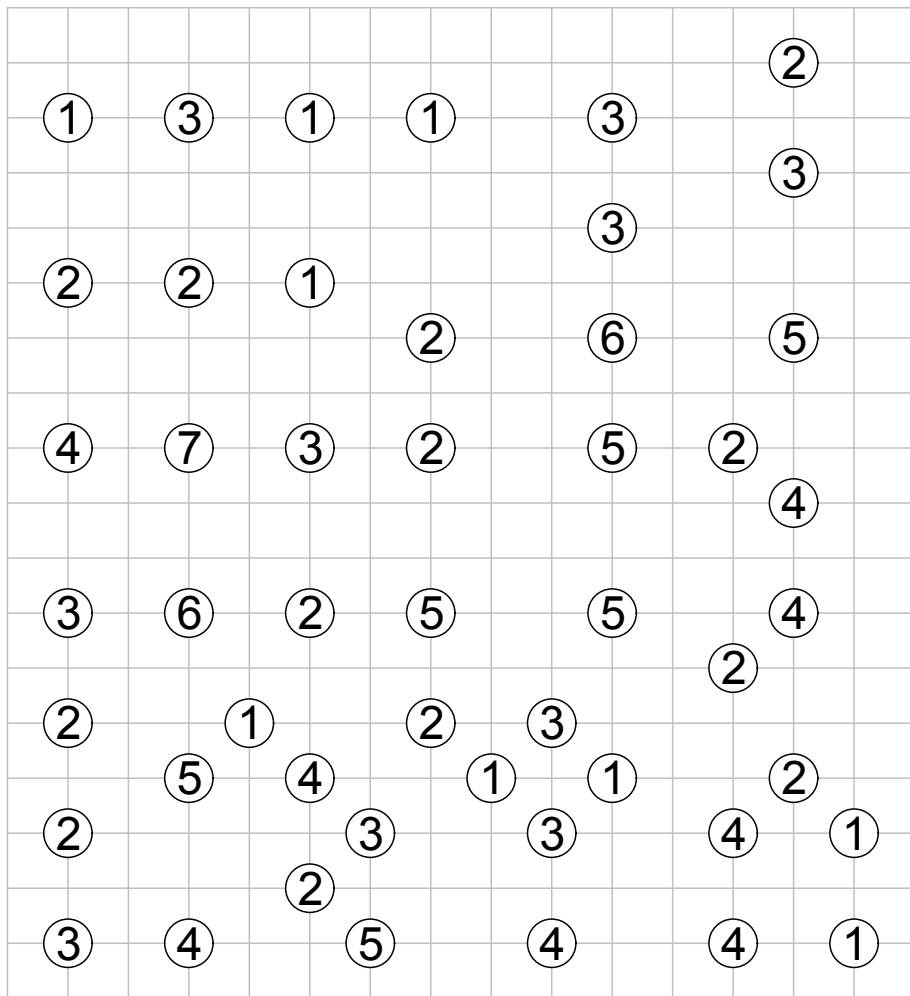 2
1 3 1 1 3
3
3
2 2 1
2 6 5
4 7 3 2 5 2
4
3 6 2 5 5 4
2
2 1 2 3
5 4 1 1 2
2 3 3 4 1
2
3 4 5 4 4 1